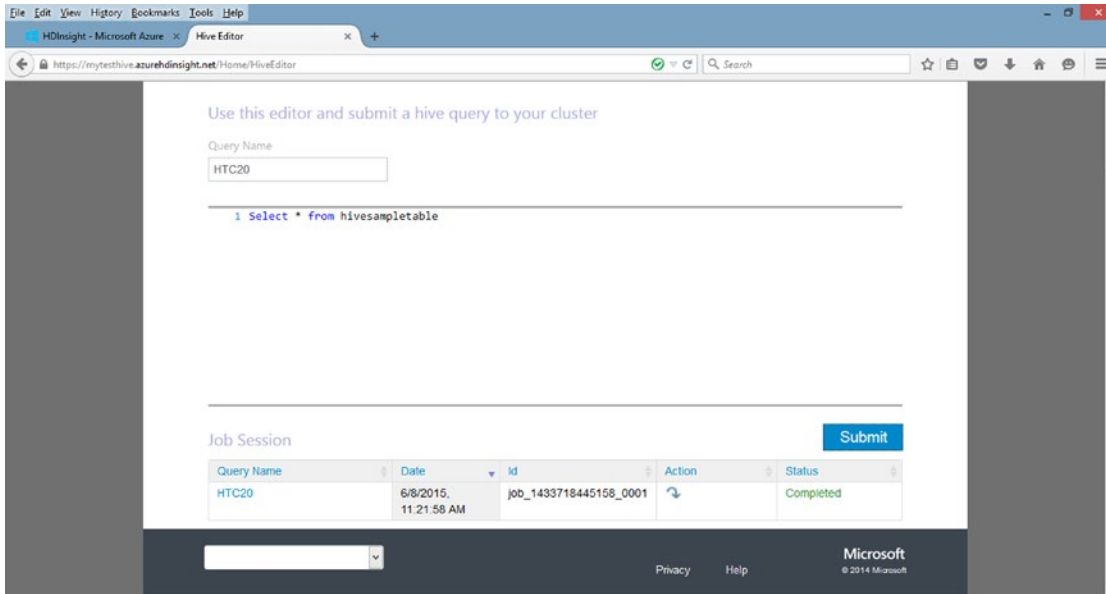 File Edit View History Bookmarks Tools Help
HDInsight - Microsoft Azure × Hive Editor × +
https://mytesthive.azurehdinsight.net/Home/HiveEditor Search
Use this editor and submit a hive query to your cluster
Query Name
HTC20
1 Select * from hivesampletable
Job Session Submit
Query Name Date Id Action Status
HTC20 6/8/2015, job_1433718445158_0001 Completed
11:21:58 AM
Microsoft
Privacy Help © 2014 Microsoft